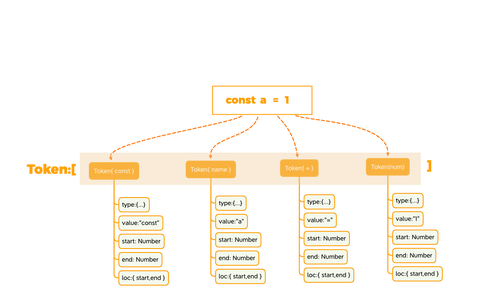 const a = 1
Token:[
Token( const )
Token( name )
Token( = )
Token(num)
]
type:{...}
value:"const"
start: Number
end: Number
loc:{ start,end }
type:{...}
value:"a"
start: Number
end: Number
loc:{ start,end }
type:{...}
value:"="
start: Number
end: Number
loc:{ start,end }
type:{...}
value:"1"
start: Number
end: Number
loc:{ start,end }